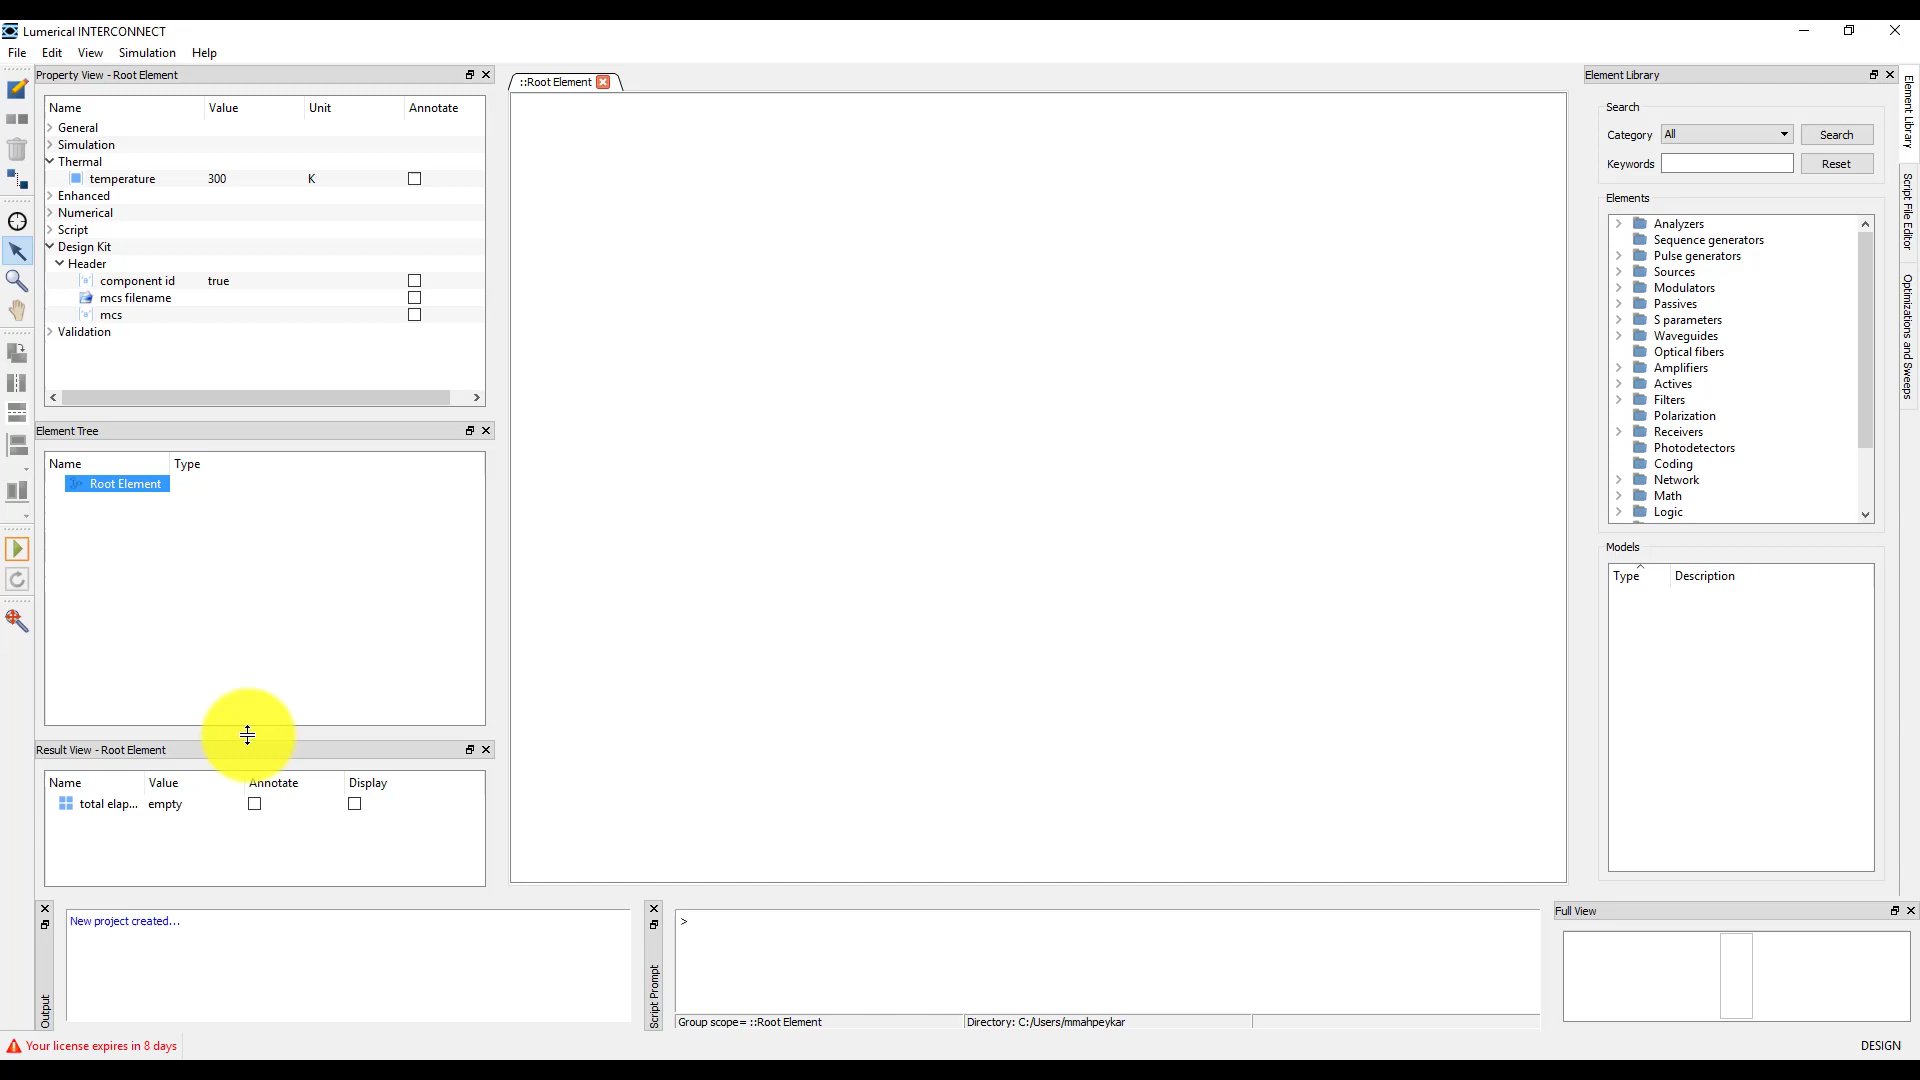 Lumerical INTERCONNECT
File Edit View Simulation Help
Property View - Root Element
Name Value Unit Annotate
General
Simulation
Thermal
temperature 300 K
Enhanced
Numerical
Script
Design Kit
Header
component id true
mcs filename
mcs
Validation
Element Tree
Name Type
Root Element
Result View - Root Element
Name Value Annotate Display
total elap... empty
::Root Element
Element Library
Search
Category All Search
Keywords Reset
Elements
Analyzers
Sequence generators
Pulse generators
Sources
Modulators
Passives
S parameters
Waveguides
Optical fibers
Amplifiers
Actives
Filters
Polarization
Receivers
Photodetectors
Coding
Network
Math
Logic
Models
Type Description
Element Library
Script File Editor
Optimizations and Sweeps
Output
New project created...
Script Prompt
>
Group scope= ::Root Element Directory: C:/Users/mmahpeykar
Full View
Your license expires in 8 days
DESIGN